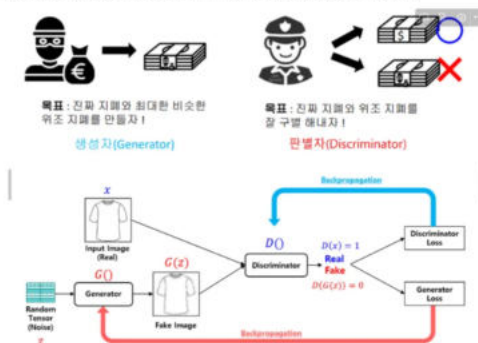 목표 : 진짜 지폐와 최대한 비슷한
위조 지폐를 만들자 !
생성자(Generator)
목표 : 진짜 지폐와 위조 지폐를
잘 구별 해내자 !
판별자(Discriminator)
Backpropagation
x
Input Image
(Real)
D()
Discriminator
D(x) = 1
Real
Fake
D(G(z)) = 0
Discriminator
Loss
G()
Generator
G(z)
Fake Image
Generator
Loss
Random
Tensor
(Noise)
z
Backpropagation